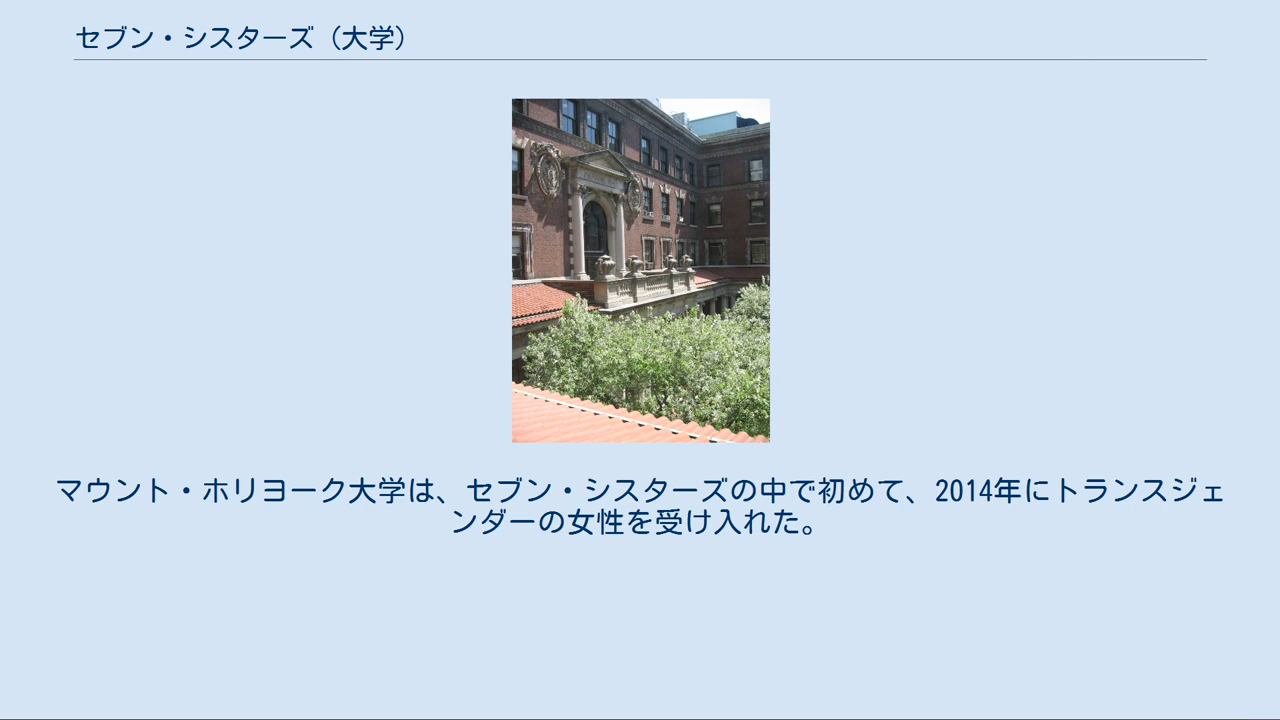 セブン・シスターズ（大学）
マウント・ホリヨーク大学は、セブン・シスターズの中で初めて、2014年にトランスジェ
ンダーの女性を受け入れた。